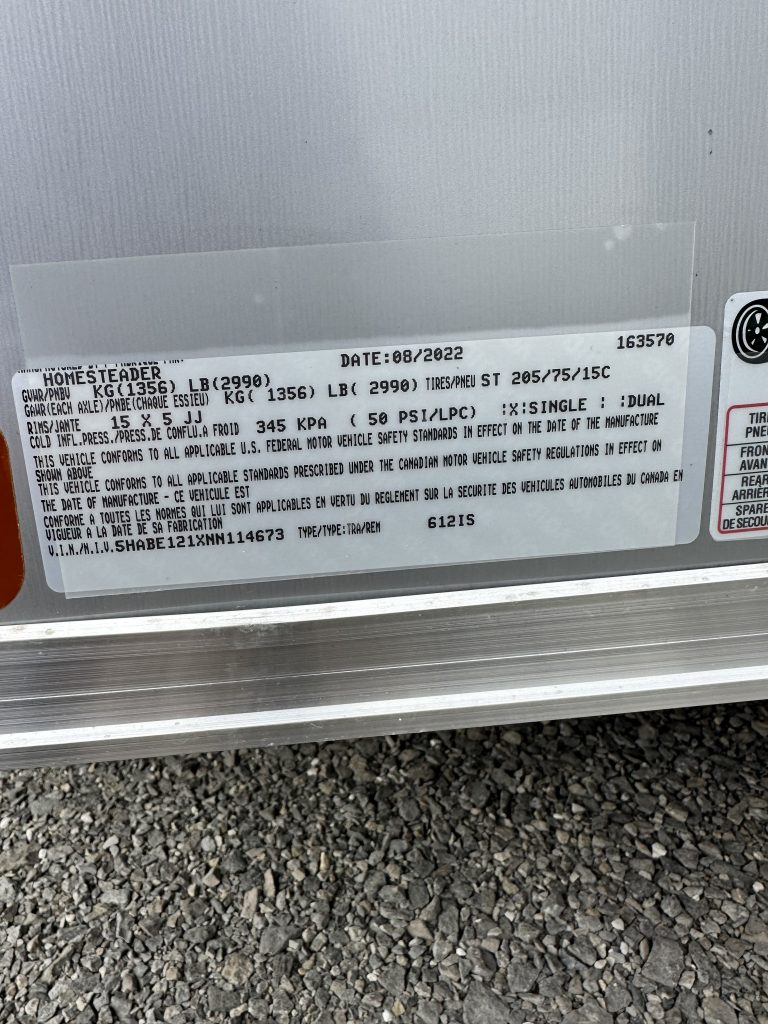 HOMESTEADER DATE:08/2022 163570
GVWR/PNBV KG(1356) LB(2990)
GAWR(EACH AXLE)/PNBE(CHAQUE ESSIEU) KG( 1356) LB( 2990) TIRES/PNEU ST 205/75/15C
RIMS/JANTE 15 X 5 JJ
COLD INFL.PRESS./PRESS.DE CONFLU.A FROID 345 KPA ( 50 PSI/LPC) :X:SINGLE : :DUAL
THIS VEHICLE CONFORMS TO ALL APPLICABLE U.S. FEDERAL MOTOR VEHICLE SAFETY STANDARDS IN EFFECT ON THE DATE OF THE MANUFACTURE
SHOWN ABOVE
THIS VEHICLE CONFORMS TO ALL APPLICABLE STANDARDS PRESCRIBED UNDER THE CANADIAN MOTOR VEHICLE SAFETY REGULATIONS IN EFFECT ON
THE DATE OF MANUFACTURE - CE VEHICULE EST
CONFORME A TOUTES LES NORMES QUI LUI SONT APPLICABLES EN VERTU DU REGLEMENT SUR LA SECURITE DES VEHICULES AUTOMOBILES DU CANADA EN
VIGUEUR A LA DATE DE SA FABRICATION
V.I.N./N.I.V.5HABE121XNN114673 TYPE/TYPE:TRA/REM 612IS
TIR
PNE
FRON
AVAN
REAR
ARRIÈR
SPARE
DE SECOU